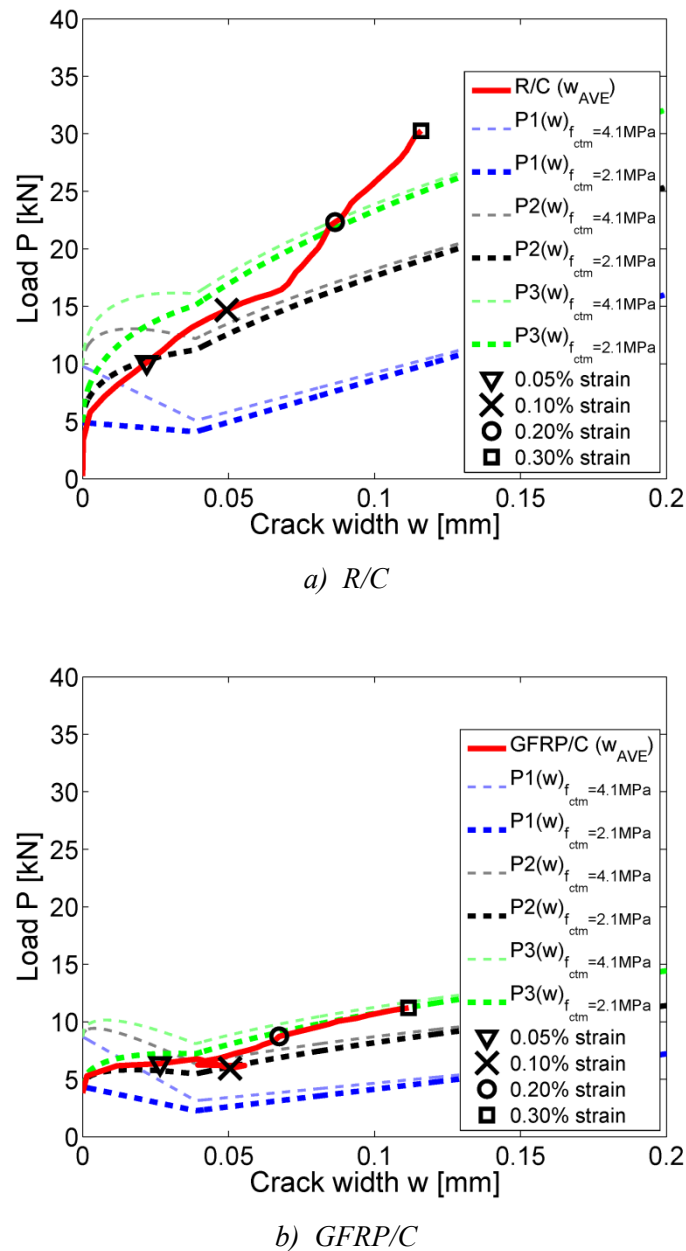 40
35
30
25
20
15
10
5
0
Load P [kN]
0 0.05 0.1 0.15 0.2
Crack width w [mm]
R/C (wAVE)
P1(w)fctm=4.1MPa
P1(w)fctm=2.1MPa
P2(w)fctm=4.1MPa
P2(w)fctm=2.1MPa
P3(w)fctm=4.1MPa
P3(w)fctm=2.1MPa
0.05% strain
0.10% strain
0.20% strain
0.30% strain
a) R/C
40
35
30
25
20
15
10
5
0
Load P [kN]
0 0.05 0.1 0.15 0.2
Crack width w [mm]
GFRP/C (wAVE)
P1(w)fctm=4.1MPa
P1(w)fctm=2.1MPa
P2(w)fctm=4.1MPa
P2(w)fctm=2.1MPa
P3(w)fctm=4.1MPa
P3(w)fctm=2.1MPa
0.05% strain
0.10% strain
0.20% strain
0.30% strain
b) GFRP/C